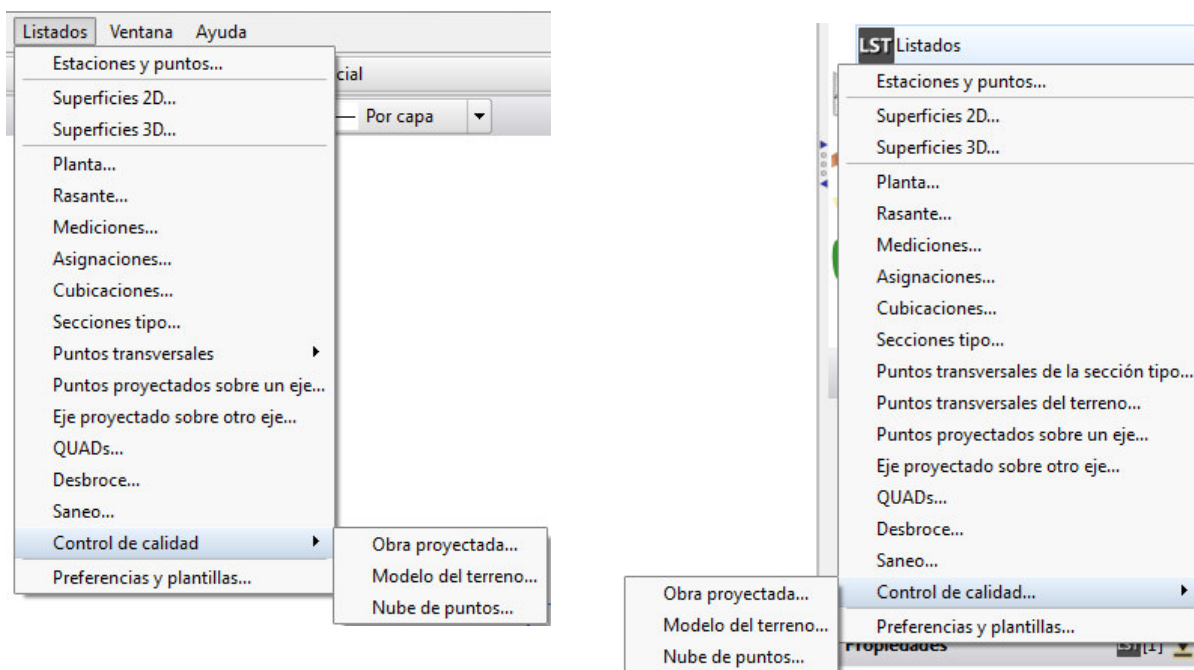 Listados Ventana Ayuda
Estaciones y puntos...
cial
Superficies 2D...
Por capa
Superficies 3D...
Planta...
Rasante...
Mediciones...
Asignaciones...
Cubicaciones...
Secciones tipo...
Puntos transversales
Puntos proyectados sobre un eje...
Eje proyectado sobre otro eje...
QUADs...
Desbroce...
Saneo...
Control de calidad
Preferencias y plantillas...
Obra proyectada...
Modelo del terreno...
Nube de puntos...
LST Listados
Estaciones y puntos...
Superficies 2D...
Superficies 3D...
Planta...
Rasante...
Mediciones...
Asignaciones...
Cubicaciones...
Secciones tipo...
Puntos transversales de la sección tipo...
Puntos transversales del terreno...
Puntos proyectados sobre un eje...
Eje proyectado sobre otro eje...
QUADs...
Desbroce...
Saneo...
Control de calidad...
Preferencias y plantillas...
Obra proyectada...
Modelo del terreno...
Nube de puntos...
Propiedades LST [1]